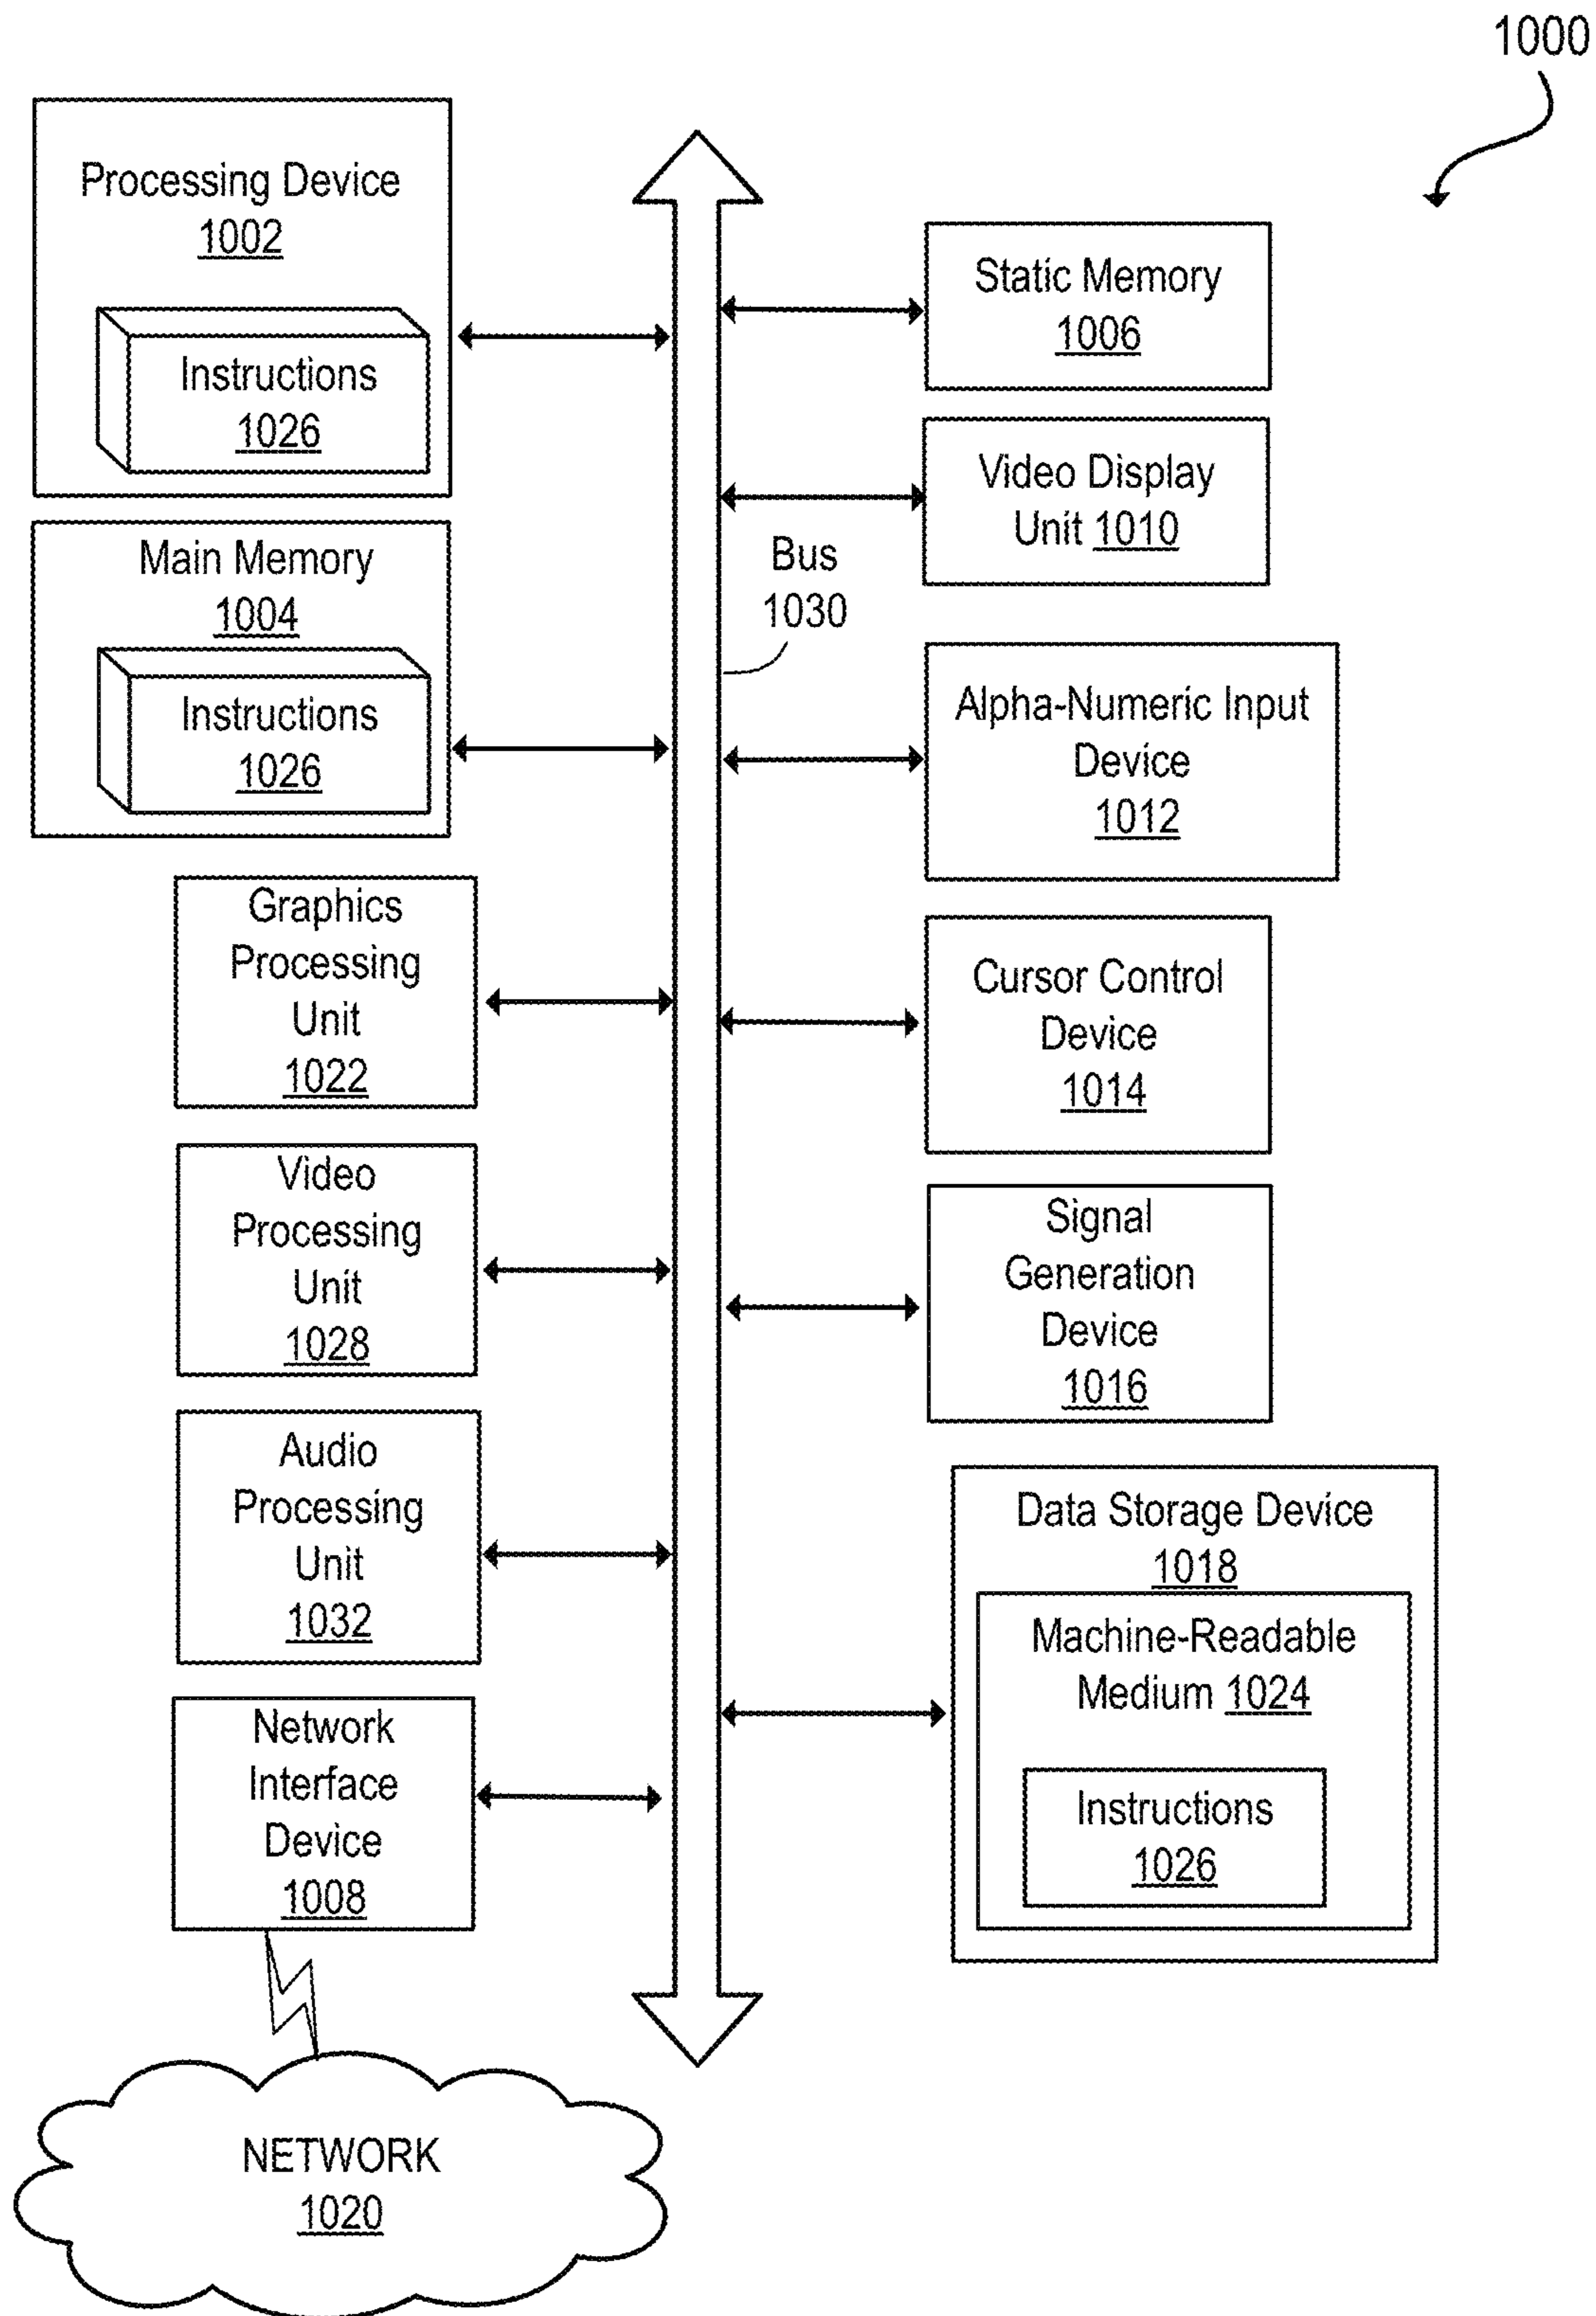 1000
Processing Device
1002
Instructions
1026
Main Memory
1004
Instructions
1026
Graphics
Processing
Unit
1022
Video
Processing
Unit
1028
Audio
Processing
Unit
1032
Network
Interface
Device
1008
NETWORK
1020
Bus
1030
Static Memory
1006
Video Display
Unit 1010
Alpha-Numeric Input
Device
1012
Cursor Control
Device
1014
Signal
Generation
Device
1016
Data Storage Device
1018
Machine-Readable
Medium 1024
Instructions
1026